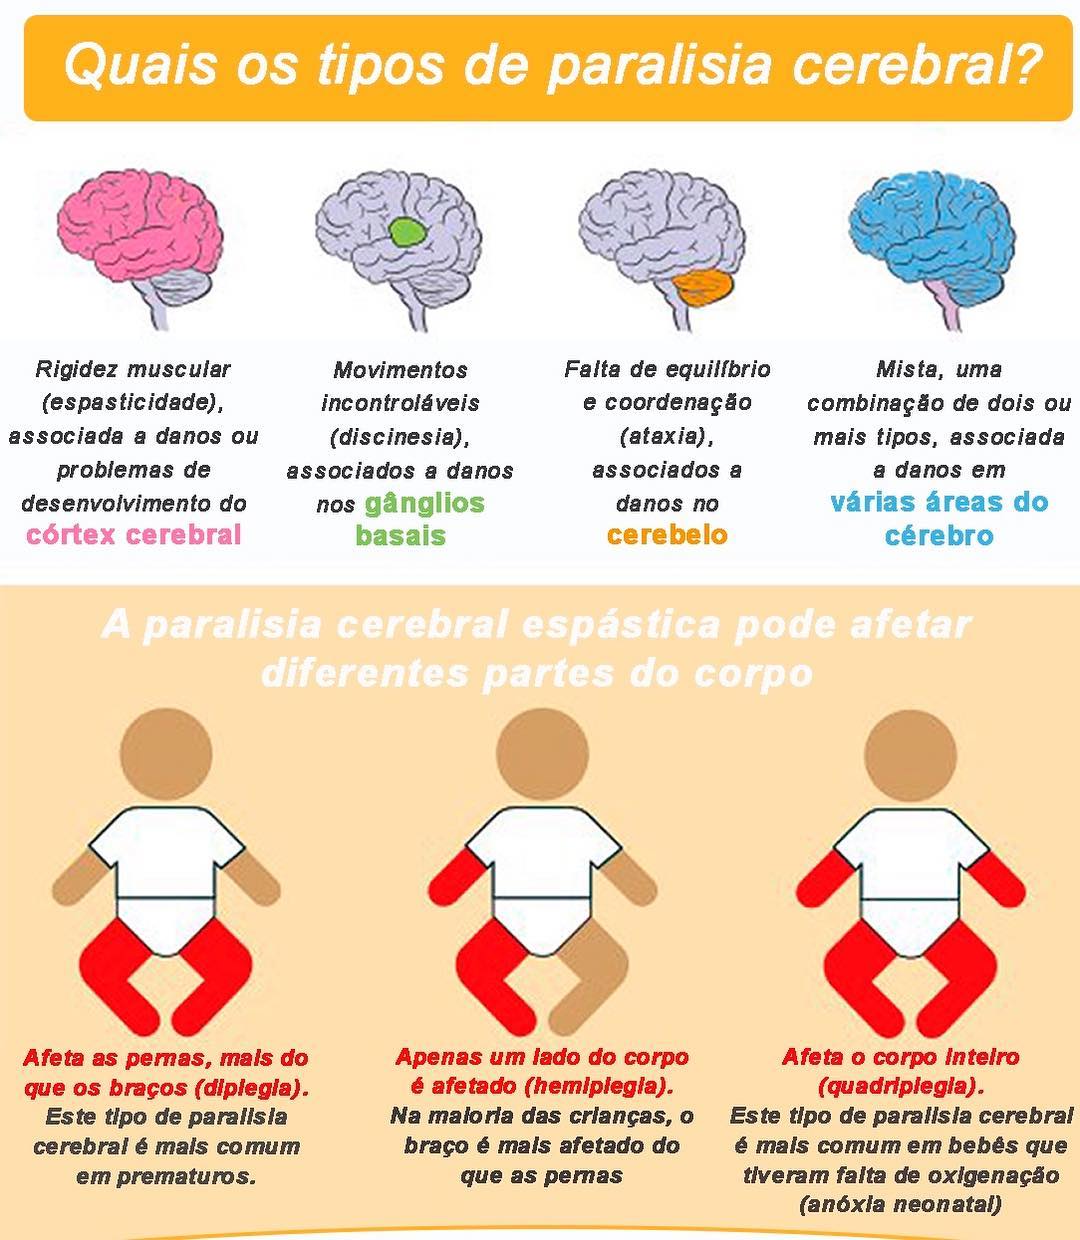 Quais os tipos de paralisia cerebral?
Rigidez muscular
(espasticidade),
associada a danos ou
problemas de
desenvolvimento do
córtex cerebral
Movimentos
incontroláveis
(discinesia),
associados a danos
nos gânglios
basais
Falta de equilíbrio
e coordenação
(ataxia),
associados a
danos no
cerebelo
Mista, uma
combinação de dois ou
mais tipos, associada
a danos em
várias áreas do
cérebro
A paralisia cerebral espástica pode afetar
diferentes partes do corpo
Afeta as pernas, mais do
que os braços (diplegia).
Este tipo de paralisia
cerebral é mais comum
em prematuros.
Apenas um lado do corpo
é afetado (hemiplegia).
Na maioria das crianças, o
braço é mais afetado do
que as pernas
Afeta o corpo inteiro
(quadriplegia).
Este tipo de paralisia cerebral
é mais comum em bebês que
tiveram falta de oxigenação
(anóxia neonatal)